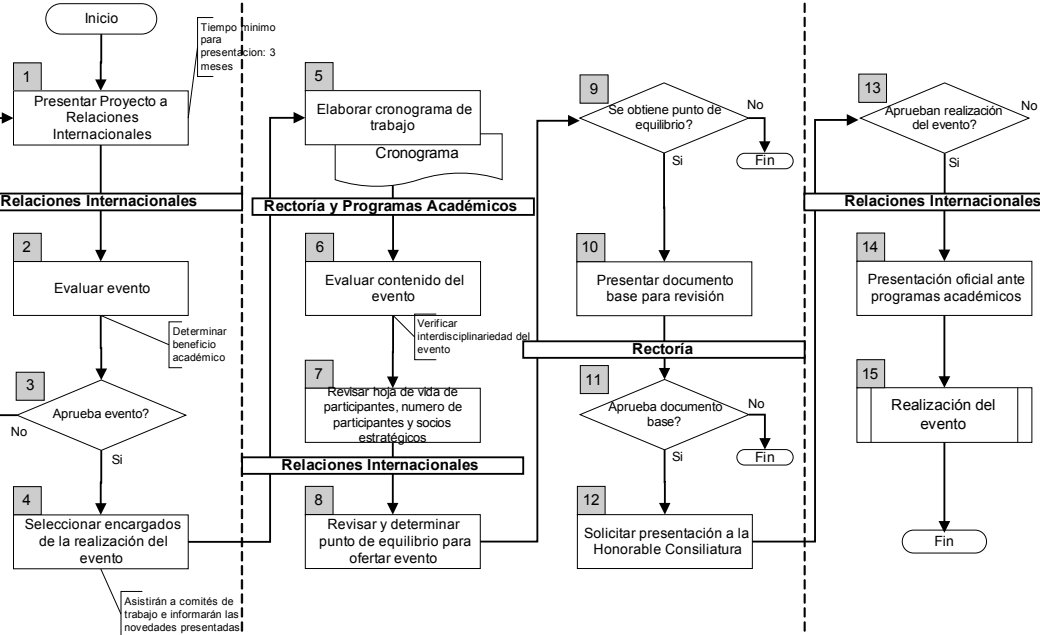 Inicio
Tiempo minimo
para
presentacion: 3
meses
1
Presentar Proyecto a
Relaciones
Internacionales
Relaciones Internacionales
2
Evaluar evento
Determinar
beneficio
académico
3
Aprueba evento?
No
Si
4
Seleccionar encargados
de la realización del
evento
Asistirán a comités de
trabajo e informarán las
novedades presentadas
5
Elaborar cronograma de
trabajo
Cronograma
Rectoría y Programas Académicos
6
Evaluar contenido del
evento
Verificar
interdisciplinariedad del
evento
7
Revisar hoja de vida de
participantes, numero de
participantes y socios
estratégicos
Relaciones Internacionales
8
Revisar y determinar
punto de equilibrio para
ofertar evento
9
Se obtiene punto de
equilibrio?
No
Fin
Si
10
Presentar documento
base para revisión
Rectoría
11
Aprueba documento
base?
No
Fin
Si
12
Solicitar presentación a la
Honorable Consiliatura
13
Aprueban realización
del evento?
No
Si
Relaciones Internacionales
14
Presentación oficial ante
programas académicos
15
Realización del
evento
Fin